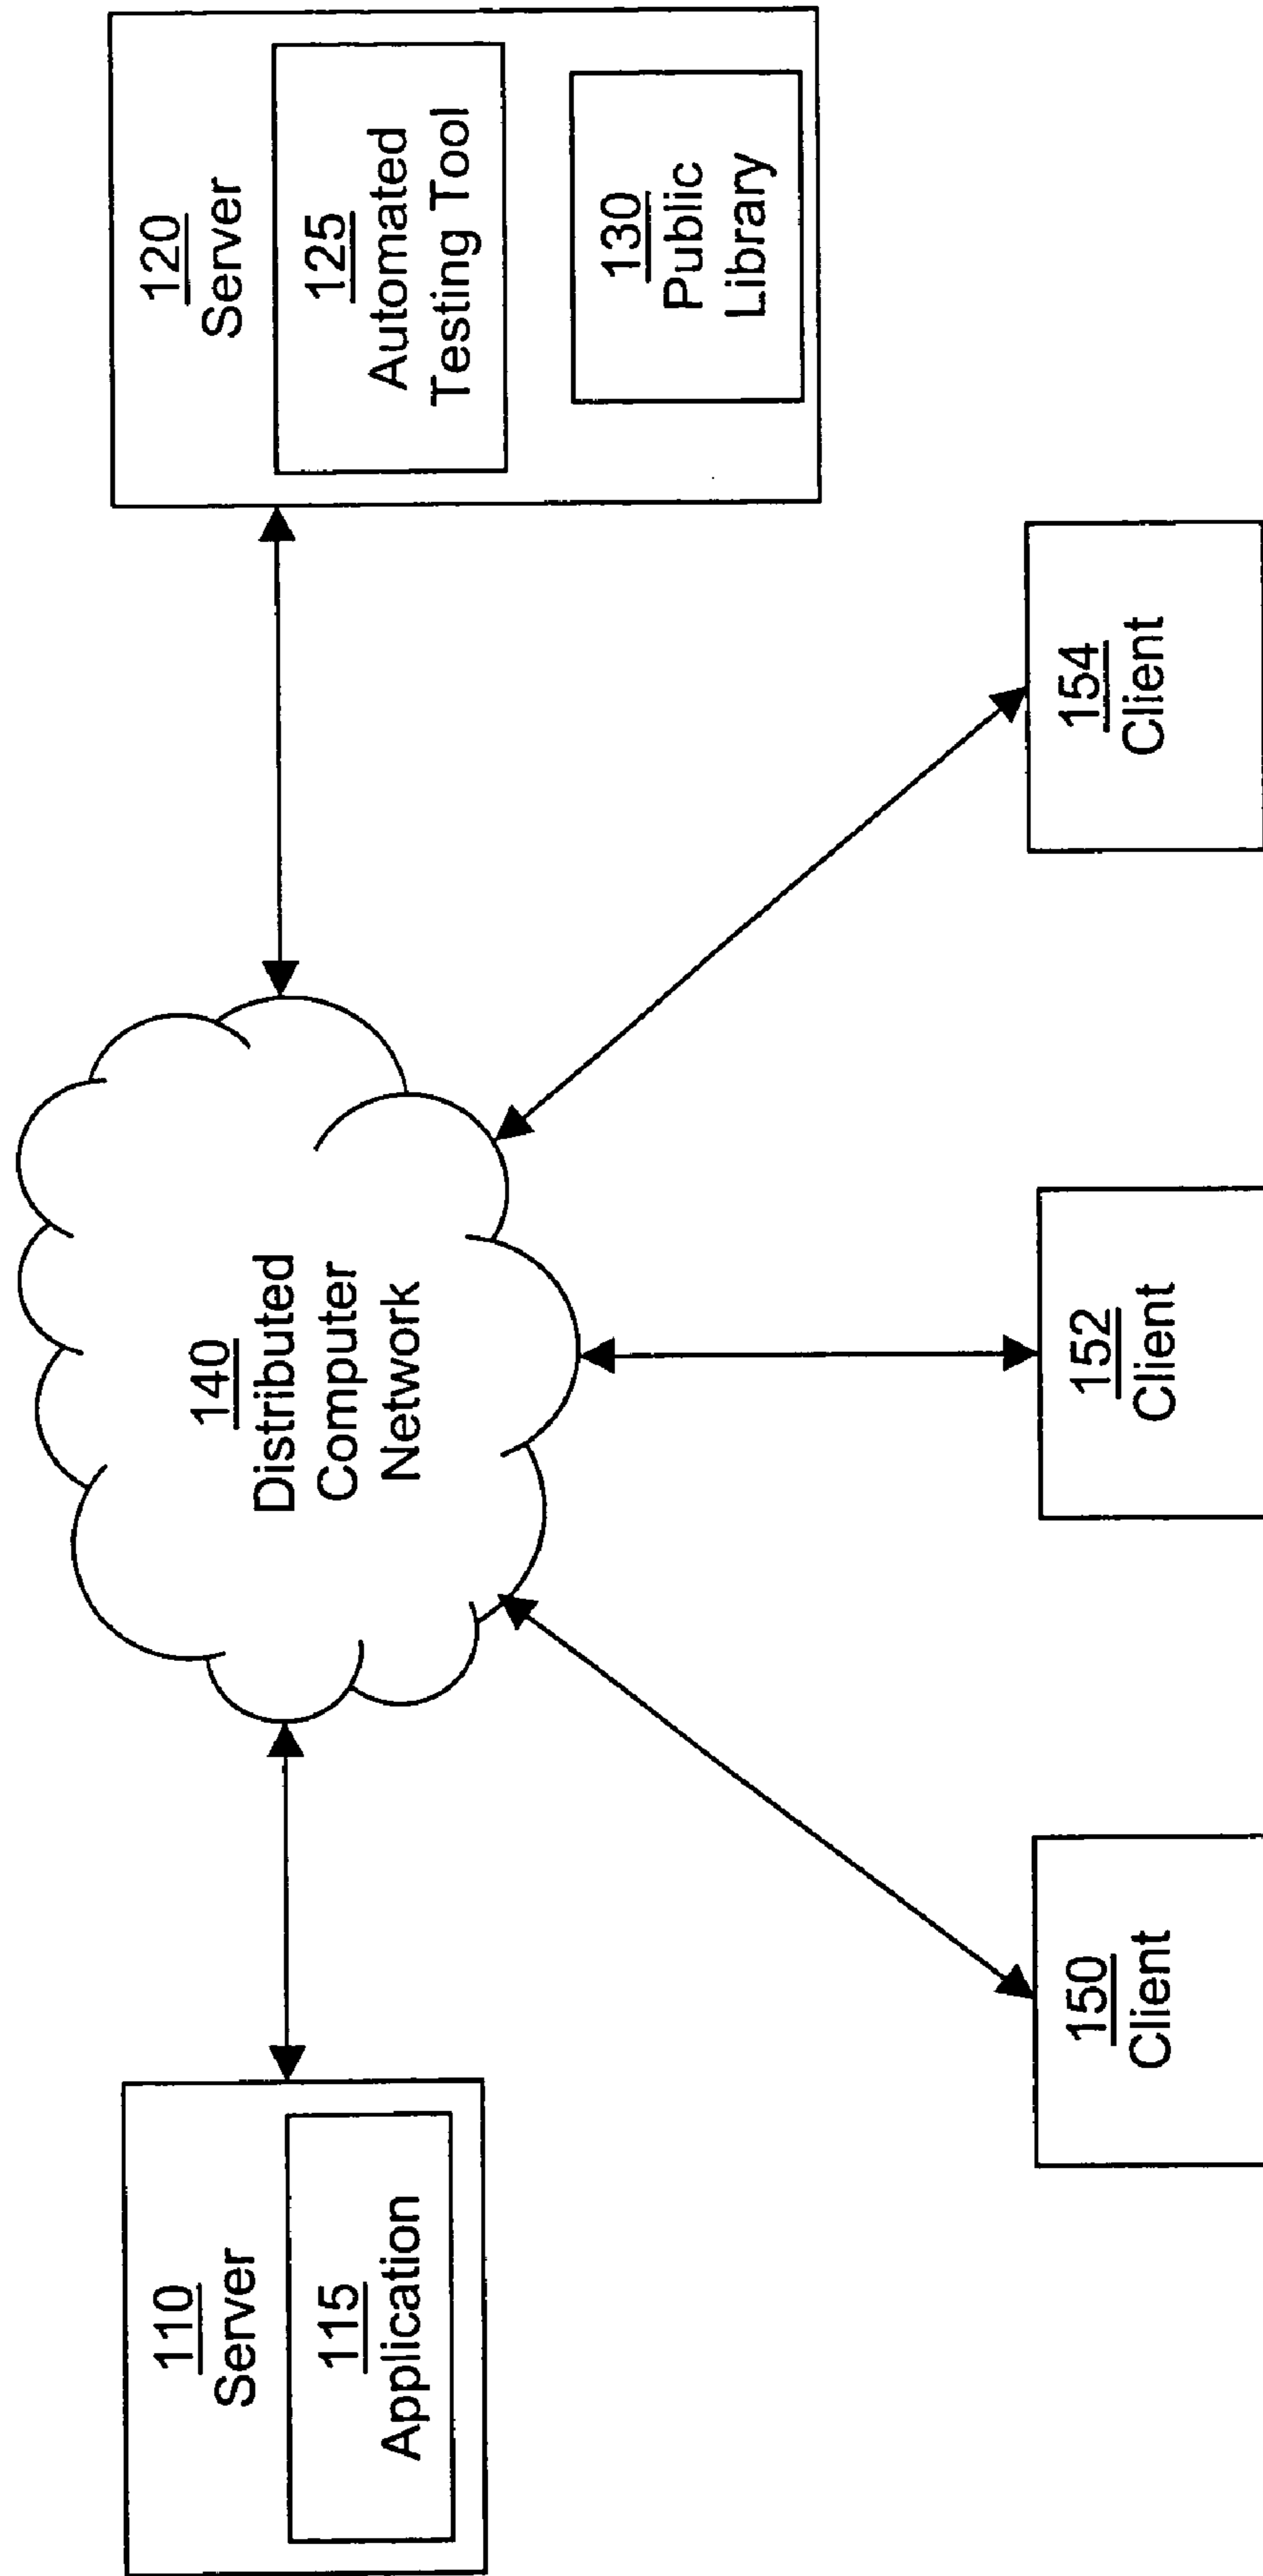 110
Server
115
Application
140
Distributed
Computer
Network
120
Server
125
Automated
Testing Tool
130
Public
Library
150
Client
152
Client
154
Client